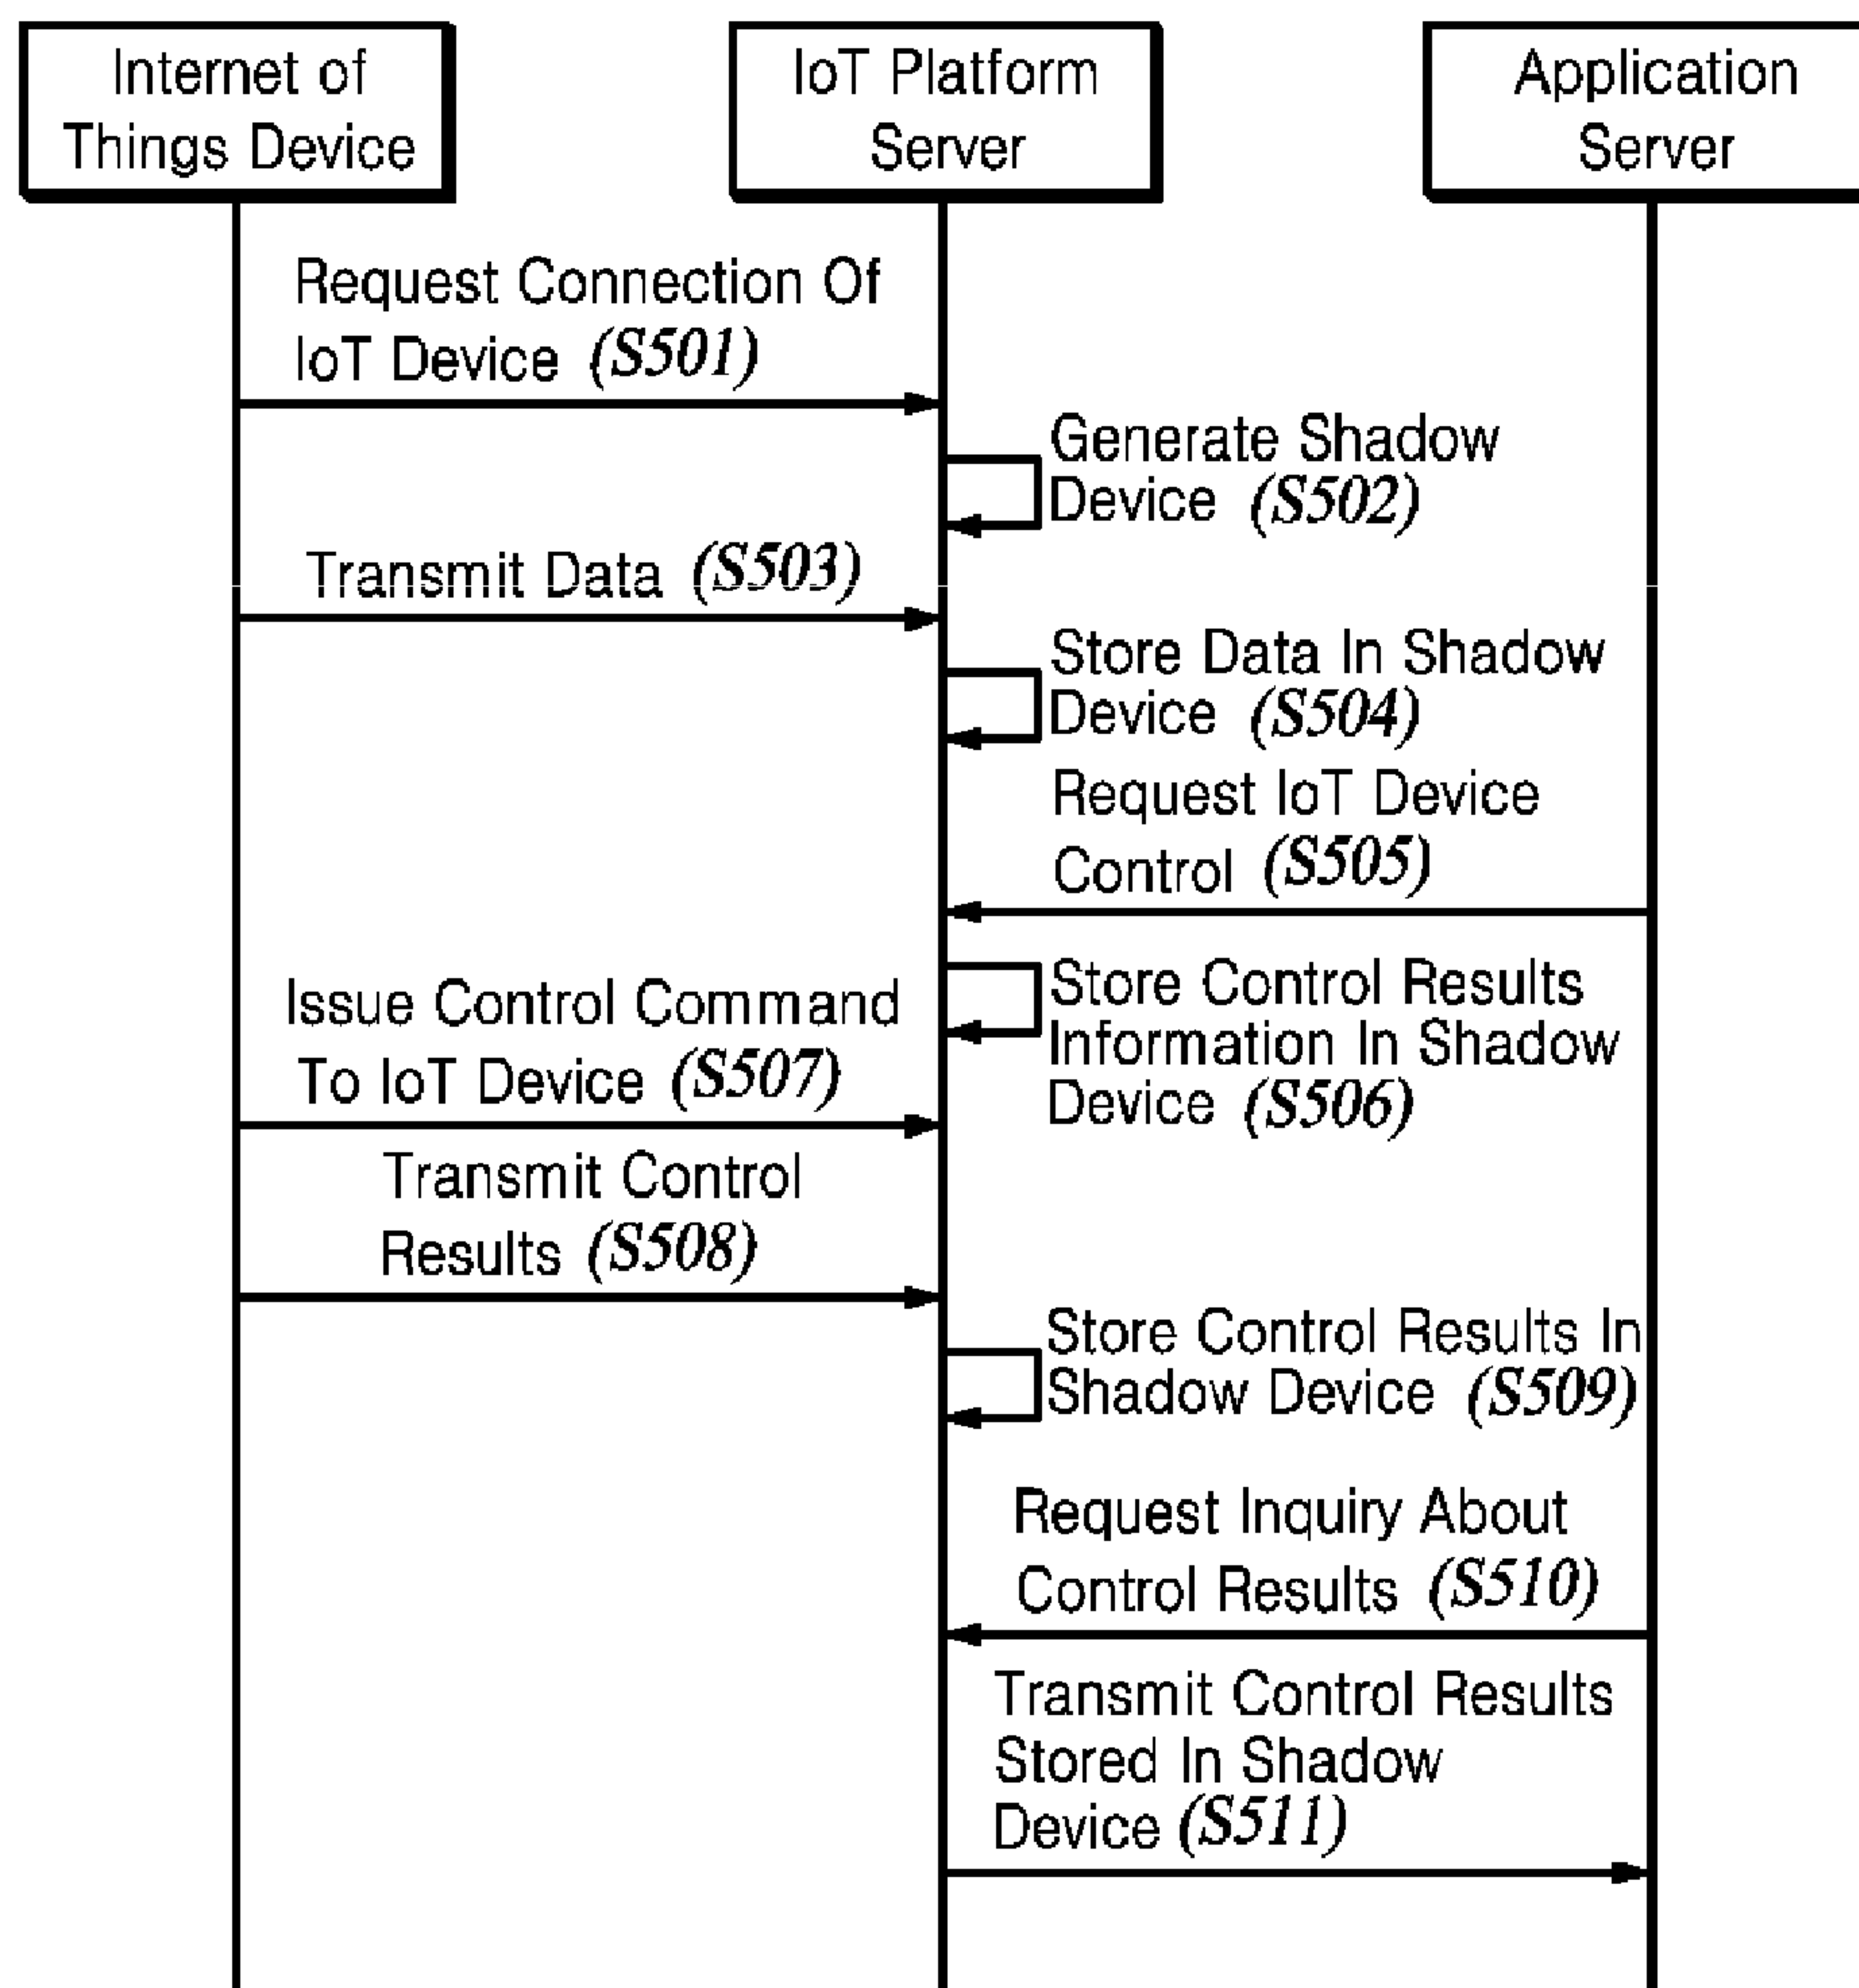 Internet of
Things Device
IoT Platform
Server
Application
Server
Request Connection Of
IoT Device (S501)
Generate Shadow
Device (S502)
Transmit Data (S503)
Store Data In Shadow
Device (S504)
Request IoT Device
Control (S505)
Store Control Results
Information In Shadow
Device (S506)
Issue Control Command
To IoT Device (S507)
Transmit Control
Results (S508)
Store Control Results In
Shadow Device (S509)
Request Inquiry About
Control Results (S510)
Transmit Control Results
Stored In Shadow
Device (S511)